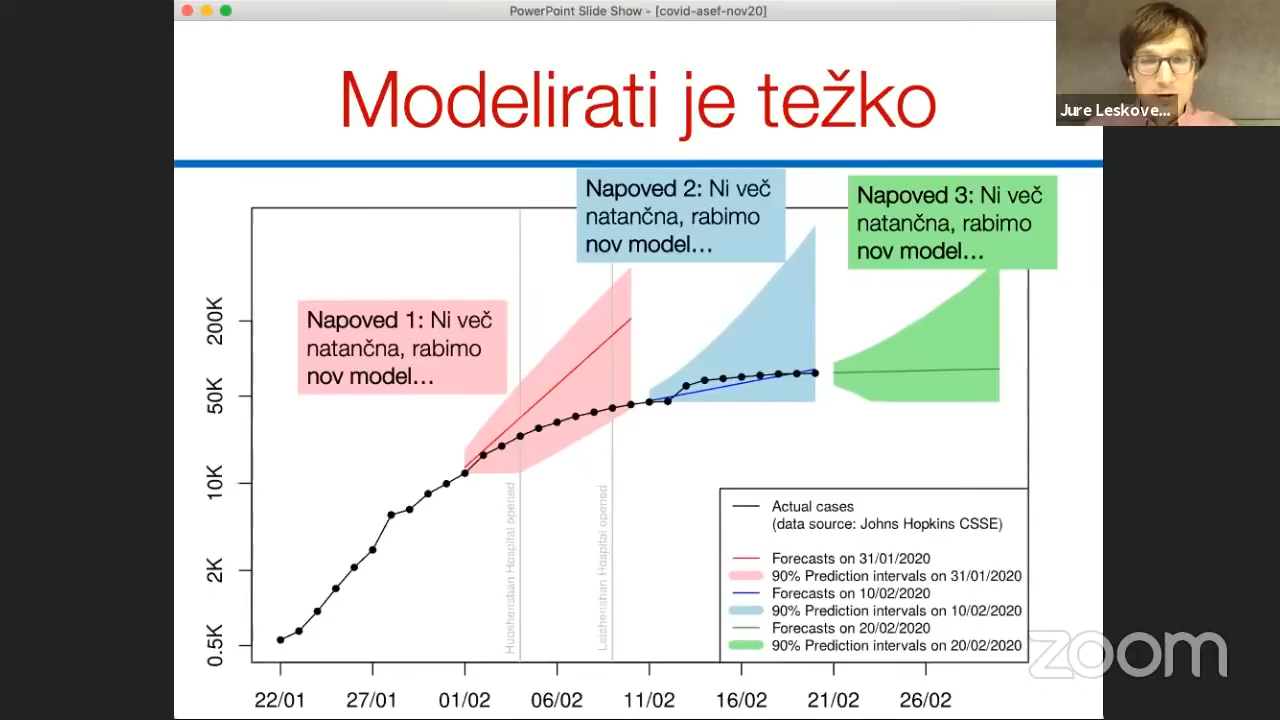 PowerPoint Slide Show - [covid-asef-nov20]
Modelirati je težko
Jure Leskove...
Napoved 2: Ni več
natančna, rabimo
nov model...
Napoved 3: Ni več
natančna, rabimo
nov model...
Napoved 1: Ni več
natančna, rabimo
nov model...
200K
50K
10K
2K
0.5K
Huoshenshan Hospital opened
Leishenshan Hospital opened
Actual cases
(data source: Johns Hopkins CSSE)
Forecasts on 31/01/2020
90% Prediction intervals on 31/01/2020
Forecasts on 10/02/2020
90% Prediction intervals on 10/02/2020
Forecasts on 20/02/2020
90% Prediction intervals on 20/02/2020
22/01 27/01 01/02 06/02 11/02 16/02 21/02 26/02
zoom